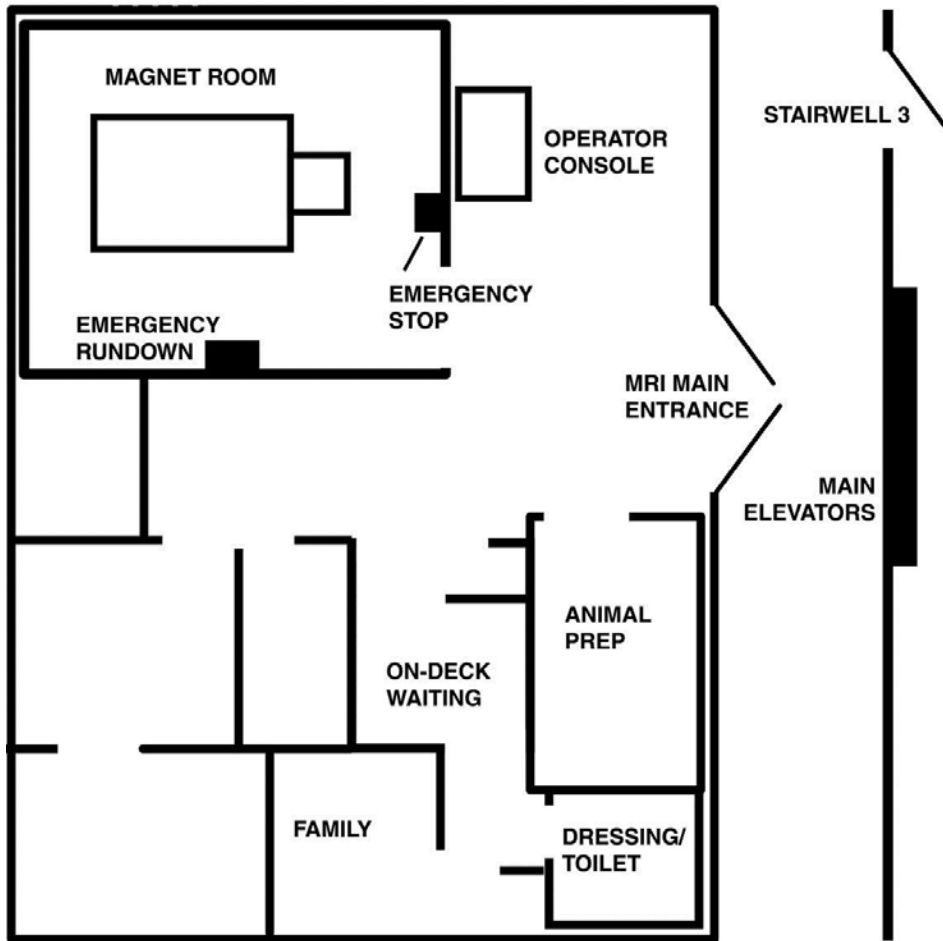 MAGNET ROOM
STAIRWELL 3
OPERATOR
CONSOLE
EMERGENCY
STOP
EMERGENCY
RUNDOWN
MRI MAIN
ENTRANCE
MAIN
ELEVATORS
ANIMAL
PREP
ON-DECK
WAITING
FAMILY
DRESSING/
TOILET